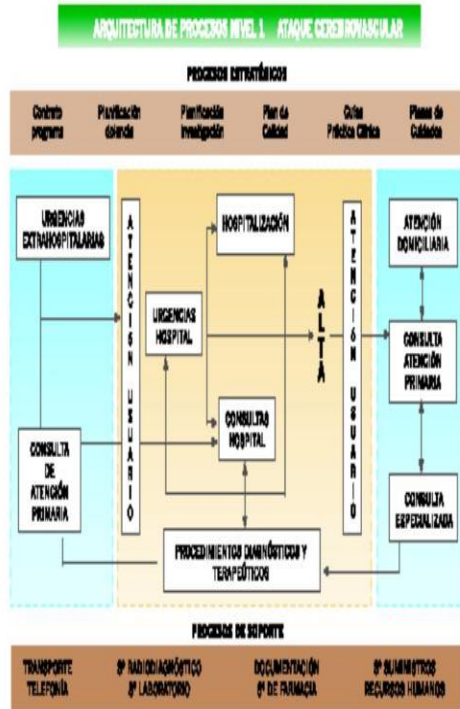 ARQUITECTURA DE PROCESOS NIVEL 1 ATAQUE CEREBROVASCULAR
PROCESOS ESTRATÉGICOS
Contrato programa
Planificación docencia
Planificación investigación
Plan de Calidad
Guías Práctica Clínica
Planes de Cuidados
URGENCIAS
EXTRAHOSPITALARIAS
ATENCIÓN USUARIO
HOSPITALIZACIÓN
URGENCIAS
HOSPITAL
ALTA
CONSULTAS
HOSPITAL
ATENCIÓN USUARIO
ATENCIÓN
DOMICILIARIA
CONSULTA
ATENCIÓN
PRIMARIA
CONSULTA
DE
ATENCIÓN
PRIMARIA
CONSULTA
ESPECIALIZADA
PROCEDIMIENTOS DIAGNÓSTICOS Y
TERAPEÚTICOS
PROCESOS DE SOPORTE
TRANSPORTE
TELEFONÍA
Sº RADIODIAGNÓSTICO
Sº LABORATORIO
DOCUMENTACIÓN
Sº DE FARMACIA
Sº SUMINISTROS
RECURSOS HUMANOS